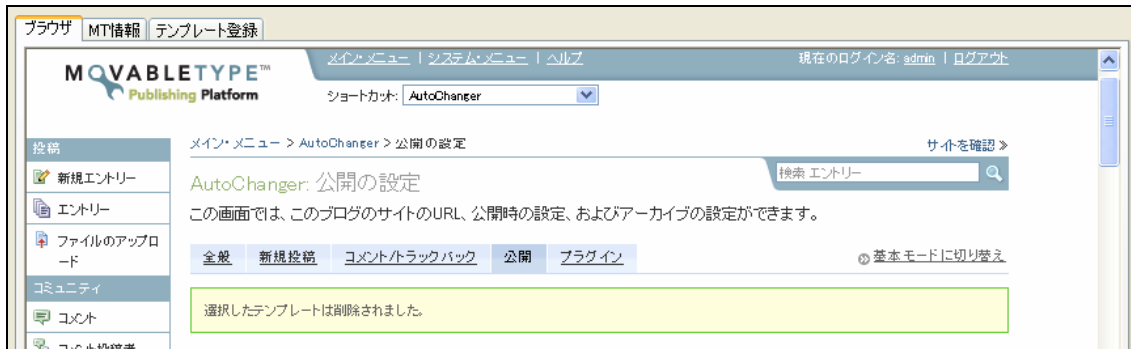 ブラウザ MT情報 テンプレート登録
MOVABLETYPE™
Publishing Platform
メイン・メニュー | システム・メニュー | ヘルプ
現在のログイン名: admin | ログアウト
ショートカット: AutoChanger
メイン・メニュー > AutoChanger > 公開の設定
サイトを確認 »
投稿
新規エントリー
エントリー
ファイルのアップロ
ード
コミュニティ
コメント
検索 エントリー
AutoChanger: 公開の設定
この画面では、このブログのサイトのURL、公開時の設定、およびアーカイブの設定ができます。
全般 新規投稿 コメント/トラックバック 公開 プラグイン
基本モードに切り替え
選択したテンプレートは削除されました。